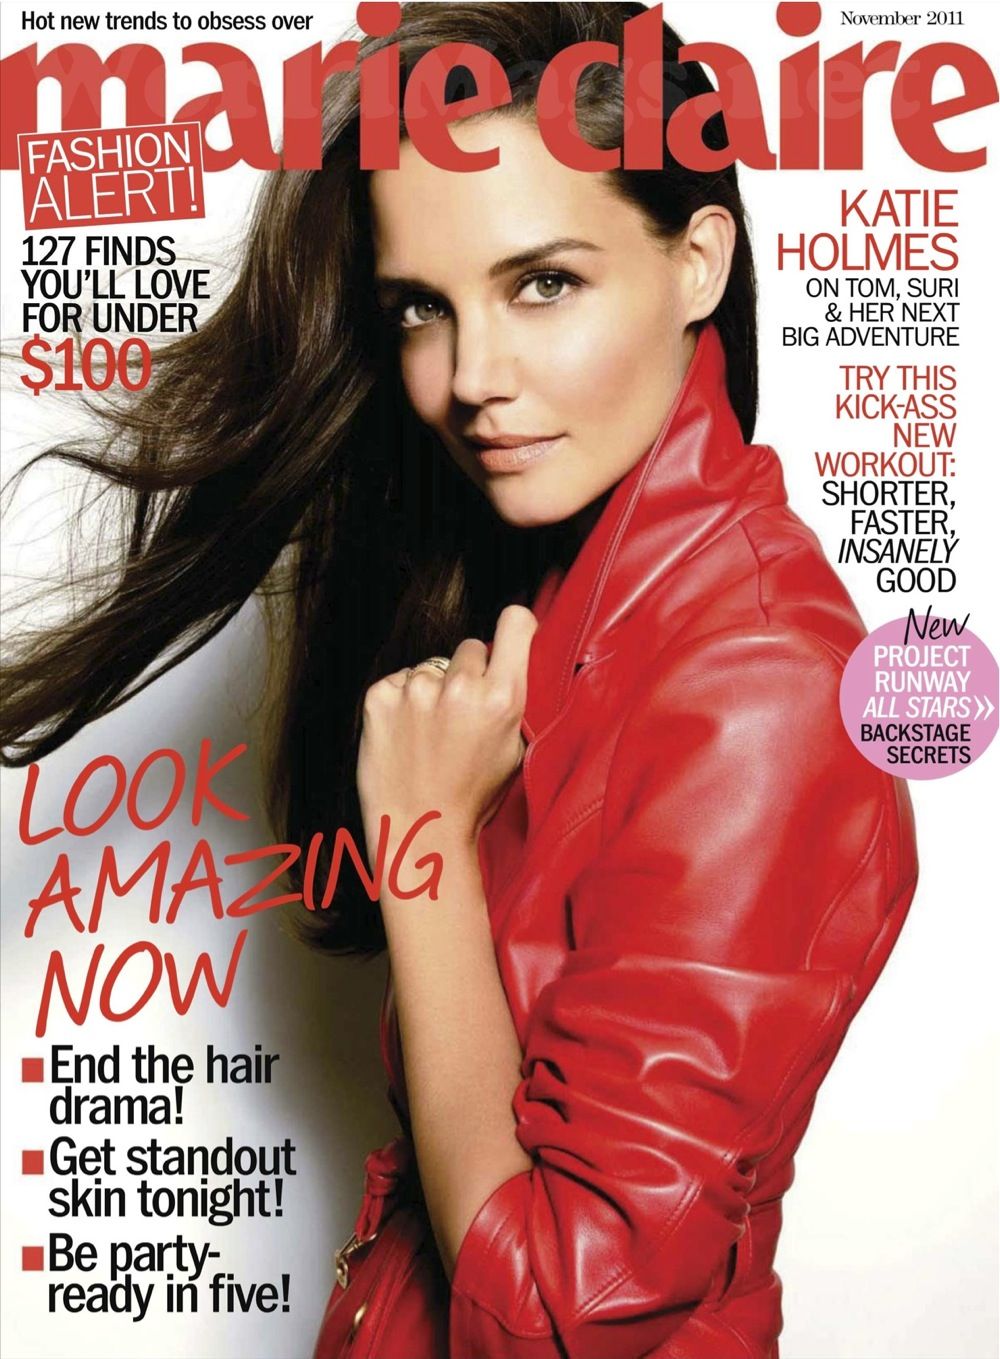 Hot new trends to obsess over
November 2011
marie claire
WorldMags.net
FASHION
ALERT!
127 FINDS
YOU'LL LOVE
FOR UNDER
$100
KATIE
HOLMES
ON TOM, SURI
& HER NEXT
BIG ADVENTURE
TRY THIS
KICK-ASS
NEW
WORKOUT:
SHORTER,
FASTER,
INSANELY
GOOD
New
PROJECT
RUNWAY
ALL STARS»
BACKSTAGE
SECRETS
LOOK
AMAZING
NOW
End the hair
drama!
Get standout
skin tonight!
Be party-
ready in five!